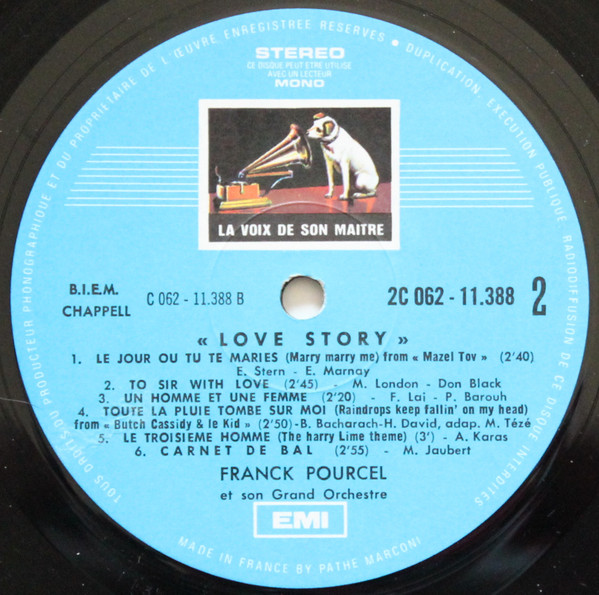 TOUS DROITS DU PRODUCTEUR PHONOGRAPHIQUE ET DU PROPRIETAIRE DE L'ŒUVRE ENREGISTREE RESERVES • DUPLICATION, EXECUTION PUBLIQUE, RADIODIFFUSION DE CE DISQUE INTERDITES
STEREO
CE DISQUE PEUT ETRE UTILISE
AVEC UN LECTEUR
MONO
LA VOIX DE SON MAITRE
B.I.E.M.
CHAPPELL
C 062 - 11.388 B
2C 062 - 11.388 2
« LOVE STORY »
1. LE JOUR OU TU TE MARIES (Marry marry me) from « Mazel Tov » (2'40)
E. Stern - E. Marnay
2. TO SIR WITH LOVE (2'45) - M. London - Don Black
3. UN HOMME ET UNE FEMME (2'20) - F. Lai - P. Barouh
4. TOUTE LA PLUIE TOMBE SUR MOI (Raindrops keep fallin' on my head)
from « Butch Cassidy & le Kid » (2'50) - B. Bacharach - H. David, adap. M. Tézé
5. LE TROISIEME HOMME (The harry Lime theme) (3') - A. Karas
6. CARNET DE BAL (2'55) - M. Jaubert
FRANCK POURCEL
et son Grand Orchestre
EMI
MADE IN FRANCE BY PATHE MARCONI